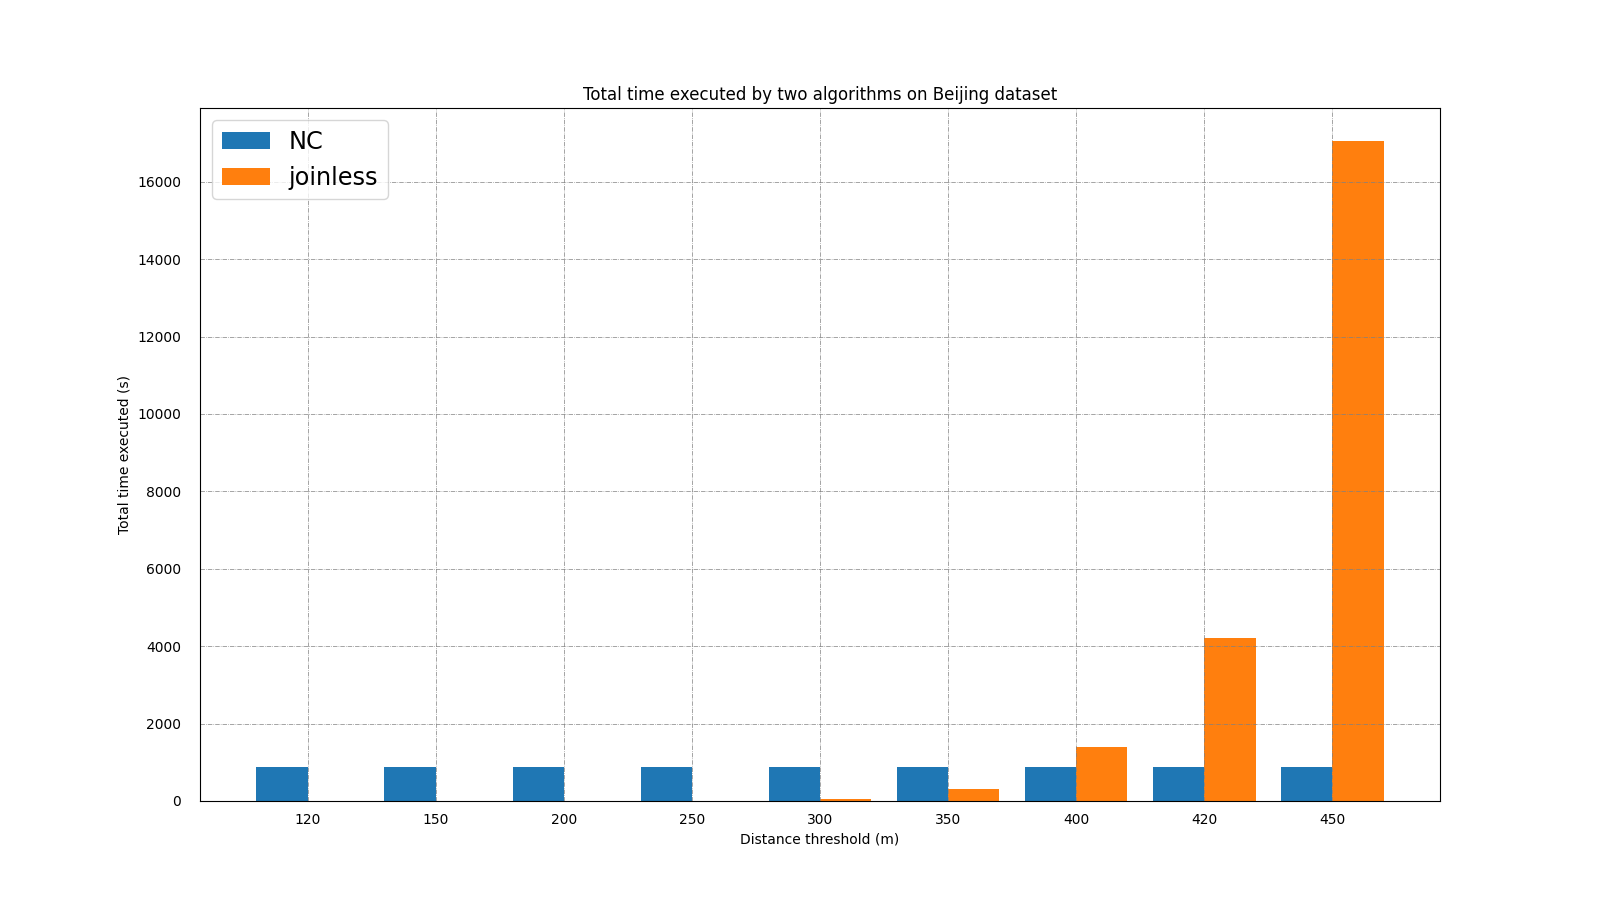 Total time executed by two algorithms on Beijing dataset
NC
joinless
16000
14000
12000
10000
8000
6000
4000
2000
0
Total time executed (s)
120 150 200 250 300 350 400 420 450
Distance threshold (m)